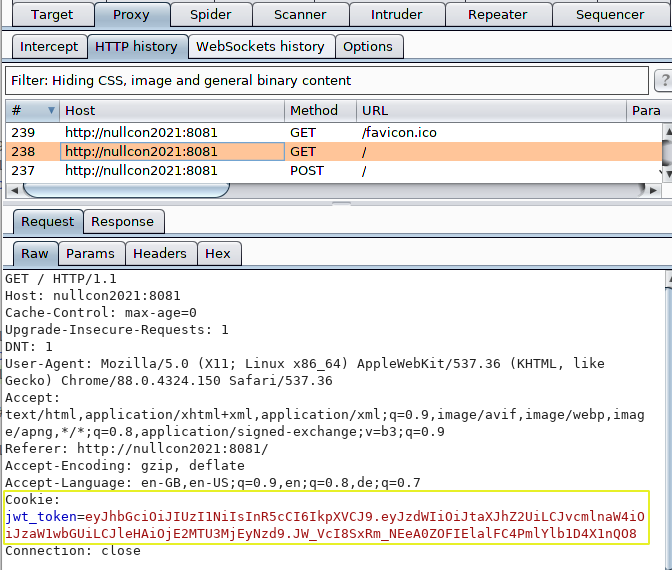 Target Proxy Spider Scanner Intruder Repeater Sequencer
Intercept HTTP history WebSockets history Options
Filter: Hiding CSS, image and general binary content ?
# Host Method URL Para
239 http://nullcon2021:8081 GET /favicon.ico
238 http://nullcon2021:8081 GET /
237 http://nullcon2021:8081 POST /
Request Response
Raw Params Headers Hex
GET / HTTP/1.1
Host: nullcon2021:8081
Cache-Control: max-age=0
Upgrade-Insecure-Requests: 1
DNT: 1
User-Agent: Mozilla/5.0 (X11; Linux x86_64) AppleWebKit/537.36 (KHTML, like
Gecko) Chrome/88.0.4324.150 Safari/537.36
Accept:
text/html,application/xhtml+xml,application/xml;q=0.9,image/avif,image/webp,imag
e/apng,*/*;q=0.8,application/signed-exchange;v=b3;q=0.9
Referer: http://nullcon2021:8081/
Accept-Encoding: gzip, deflate
Accept-Language: en-GB,en-US;q=0.9,en;q=0.8,de;q=0.7
Cookie:
jwt_token=eyJhbGciOiJIUzI1NiIsInR5cCI6IkpXVCJ9.eyJzdWIiOiJtaXJhZ2UiLCJvcmlnaW4iO
iJzaW1wbGUiLCJleHAiOjE2MTU3MjEyNzd9.JW_VcI8SxRm_NEeA0ZOFIElalFC4PmlYlb1D4X1nQO8
Connection: close